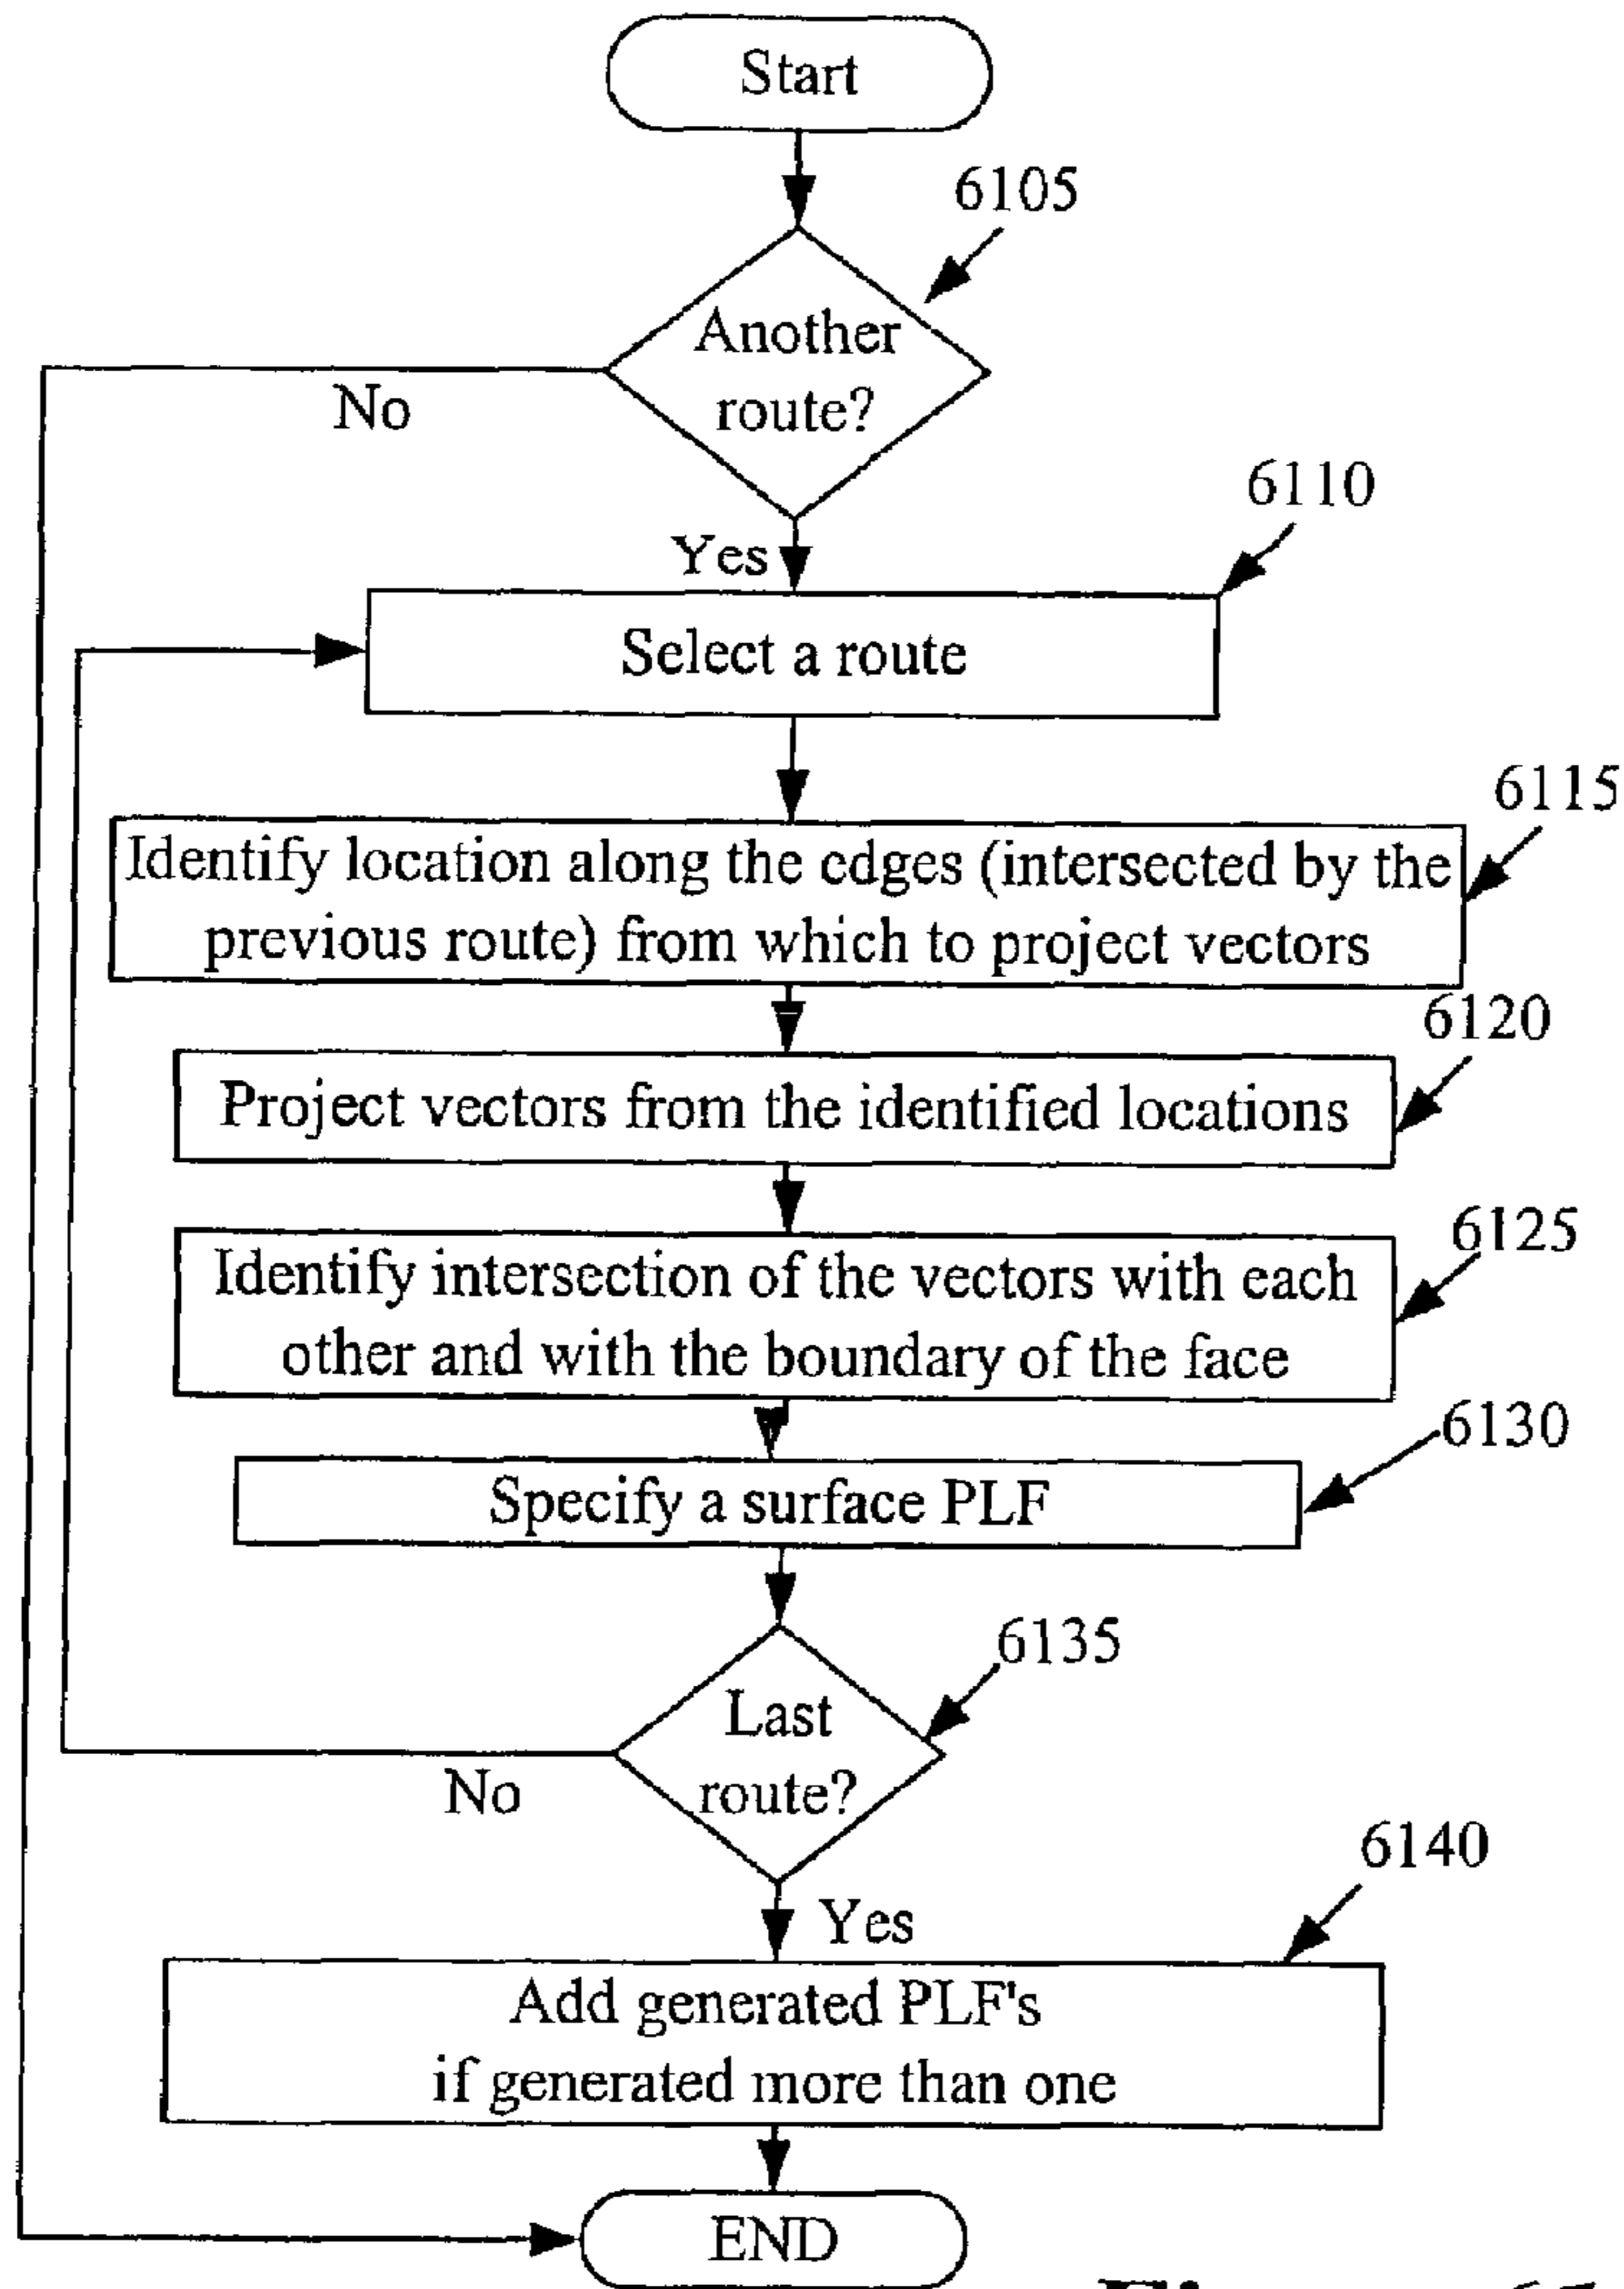 Start
6105
Another
route?
No
6110
Yes
Select a route
6115
Identify location along the edges (intersected by the
previous route) from which to project vectors
6120
Project vectors from the identified locations
6125
Identify intersection of the vectors with each
other and with the boundary of the face
6130
Specify a surface PLF
6135
Last
route?
No
6140
Yes
Add generated PLF's
if generated more than one
END